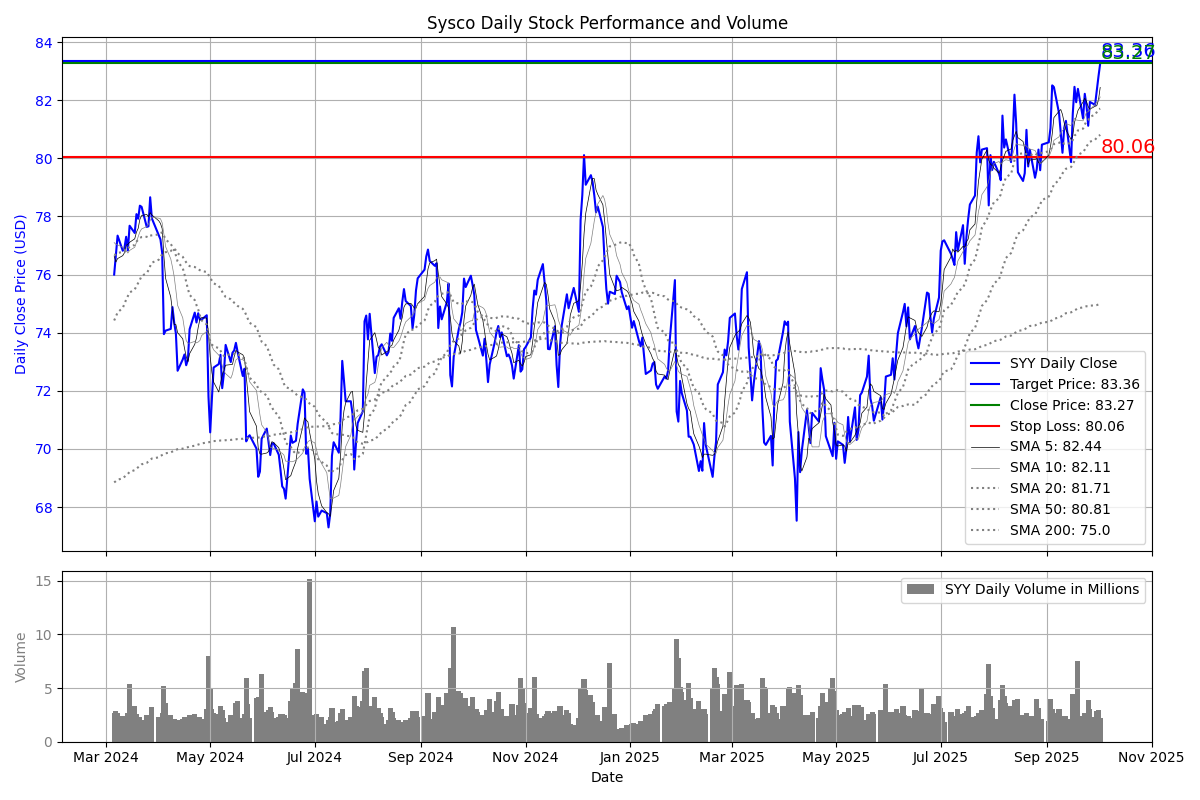 Sysco Daily Stock Performance and Volume
84
82
80
78
76
74
72
70
68
Daily Close Price (USD)
83.36
83.27
80.06
SYY Daily Close
Target Price: 83.36
Close Price: 83.27
Stop Loss: 80.06
SMA 5: 82.44
SMA 10: 82.11
SMA 20: 81.71
SMA 50: 80.81
SMA 200: 75.0
15
10
5
0
Volume
SYY Daily Volume in Millions
Mar 2024 May 2024 Jul 2024 Sep 2024 Nov 2024 Jan 2025 Mar 2025 May 2025 Jul 2025 Sep 2025 Nov 2025
Date